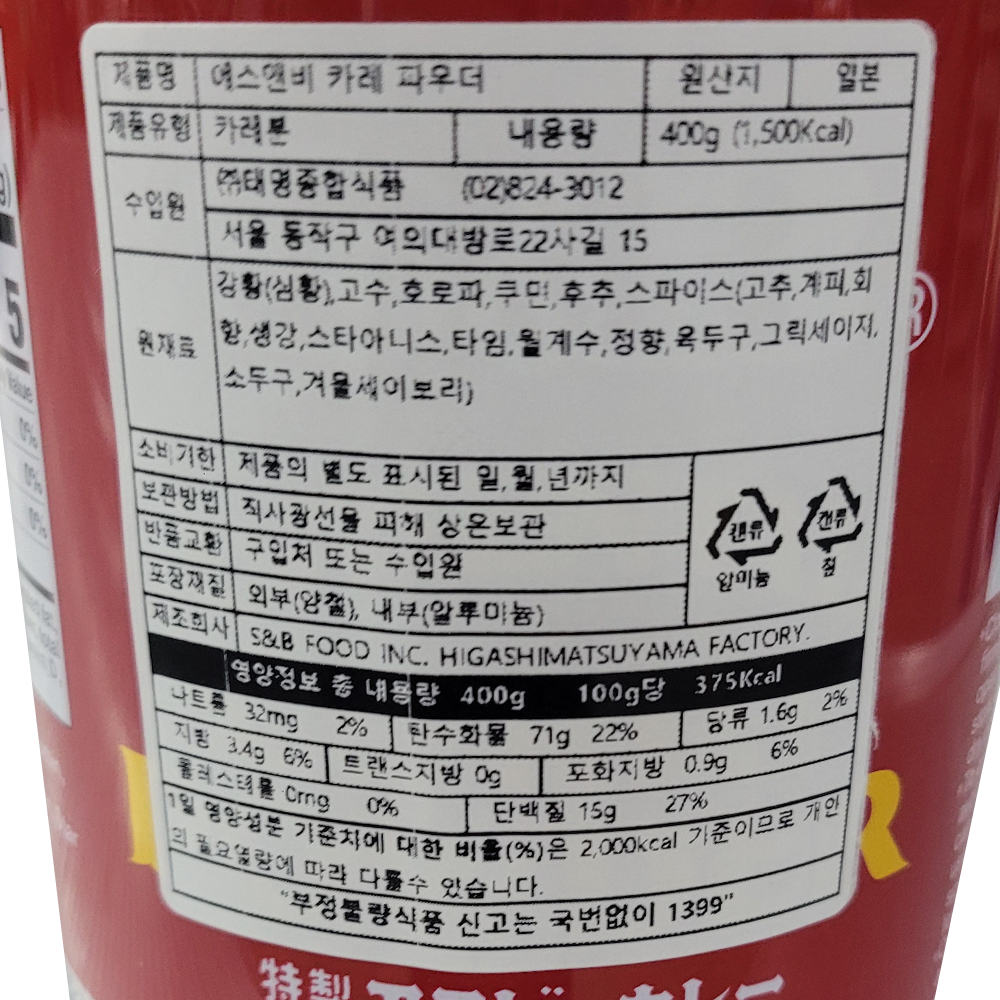 제품명 에스앤비 카레 파우더 원산지 일본
제품유형 카레분 내용량 400g (1,500Kcal)
수입원 (주)태명종합식품 (02)824-3012
서울 동작구 여의대방로22사길 15
원재료 강황(심황),고수,호로파,쿠민,후추,스파이스(고추,계피,회
향,생강,스타아니스,타임,월계수,정향,육두구,그릭세이지,
소두구,겨울세이보리)
소비기한 제품의 별도 표시된 일,월,년까지
보관방법 직사광선을 피해 상온보관
반품교환 구입처 또는 수입원
포장재질 외부(양철), 내부(알루미늄)
캔류 알미늄
캔류 철
제조회사 S&B FOOD INC. HIGASHIMATSUYAMA FACTORY.
영양정보 총 내용량 400g 100g당 375Kcal
나트륨 32mg 2% 탄수화물 71g 22% 당류 1.6g 2%
지방 3.4g 6% 트랜스지방 0g 포화지방 0.9g 6%
콜레스테롤 0mg 0% 단백질 15g 27%
1일 영양성분 기준치에 대한 비율(%)은 2,000kcal 기준이므로 개인
의 필요열량에 따라 다를수 있습니다.
"부정불량식품 신고는 국번없이 1399"
5
Value
0%
0%
0%
R
®
特製